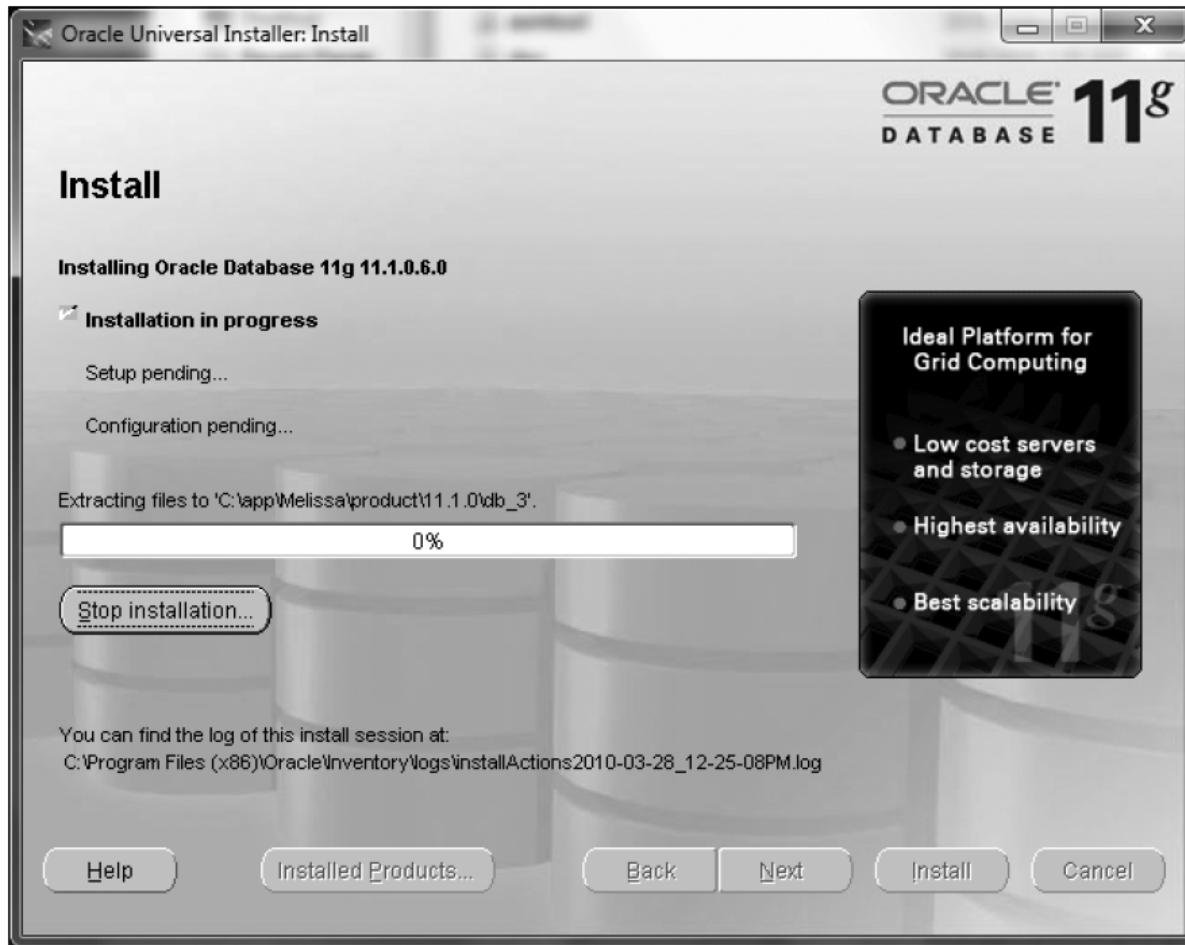 Oracle Universal Installer: Install
ORACLE®
DATABASE 11g
Install
Installing Oracle Database 11g 11.1.0.6.0
Installation in progress
Setup pending...
Configuration pending...
Extracting files to 'C:\app\Melissa\product\11.1.0\db_3'.
0%
Stop installation...
Ideal Platform for
Grid Computing
Low cost servers
and storage
Highest availability
Best scalability
11g
You can find the log of this install session at:
C:\Program Files (x86)\Oracle\Inventory\logs\installActions2010-03-28_12-25-08PM.log
Help
Installed Products...
Back
Next
Install
Cancel